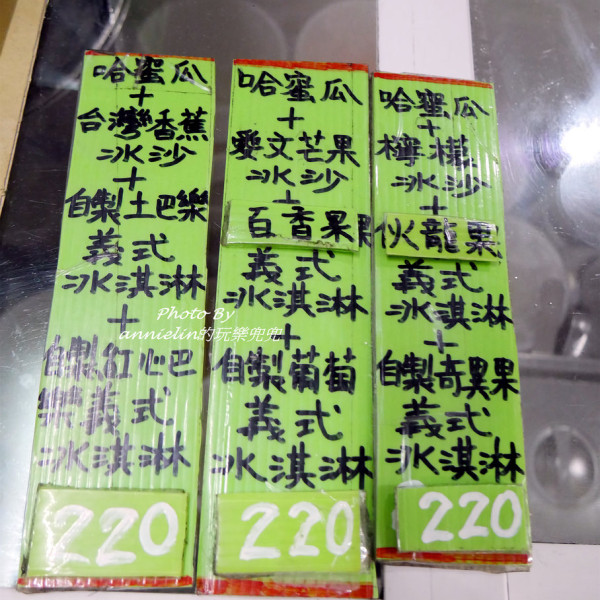 哈蜜瓜
+
台灣香蕉
冰沙
+
自製土巴樂
義式
冰淇淋
+
自製紅心巴
樂義式
冰淇淋
220
哈蜜瓜
+
愛文芒果
冰沙
+
百香果
義式
冰淇淋
+
自製葡萄
義式
冰淇淋
220
哈蜜瓜
+
檸檬
冰沙
+
伙龍果
義式
冰淇淋
+
自製奇異果
義式
冰淇淋
220
Photo By
annielin的玩樂兜兜